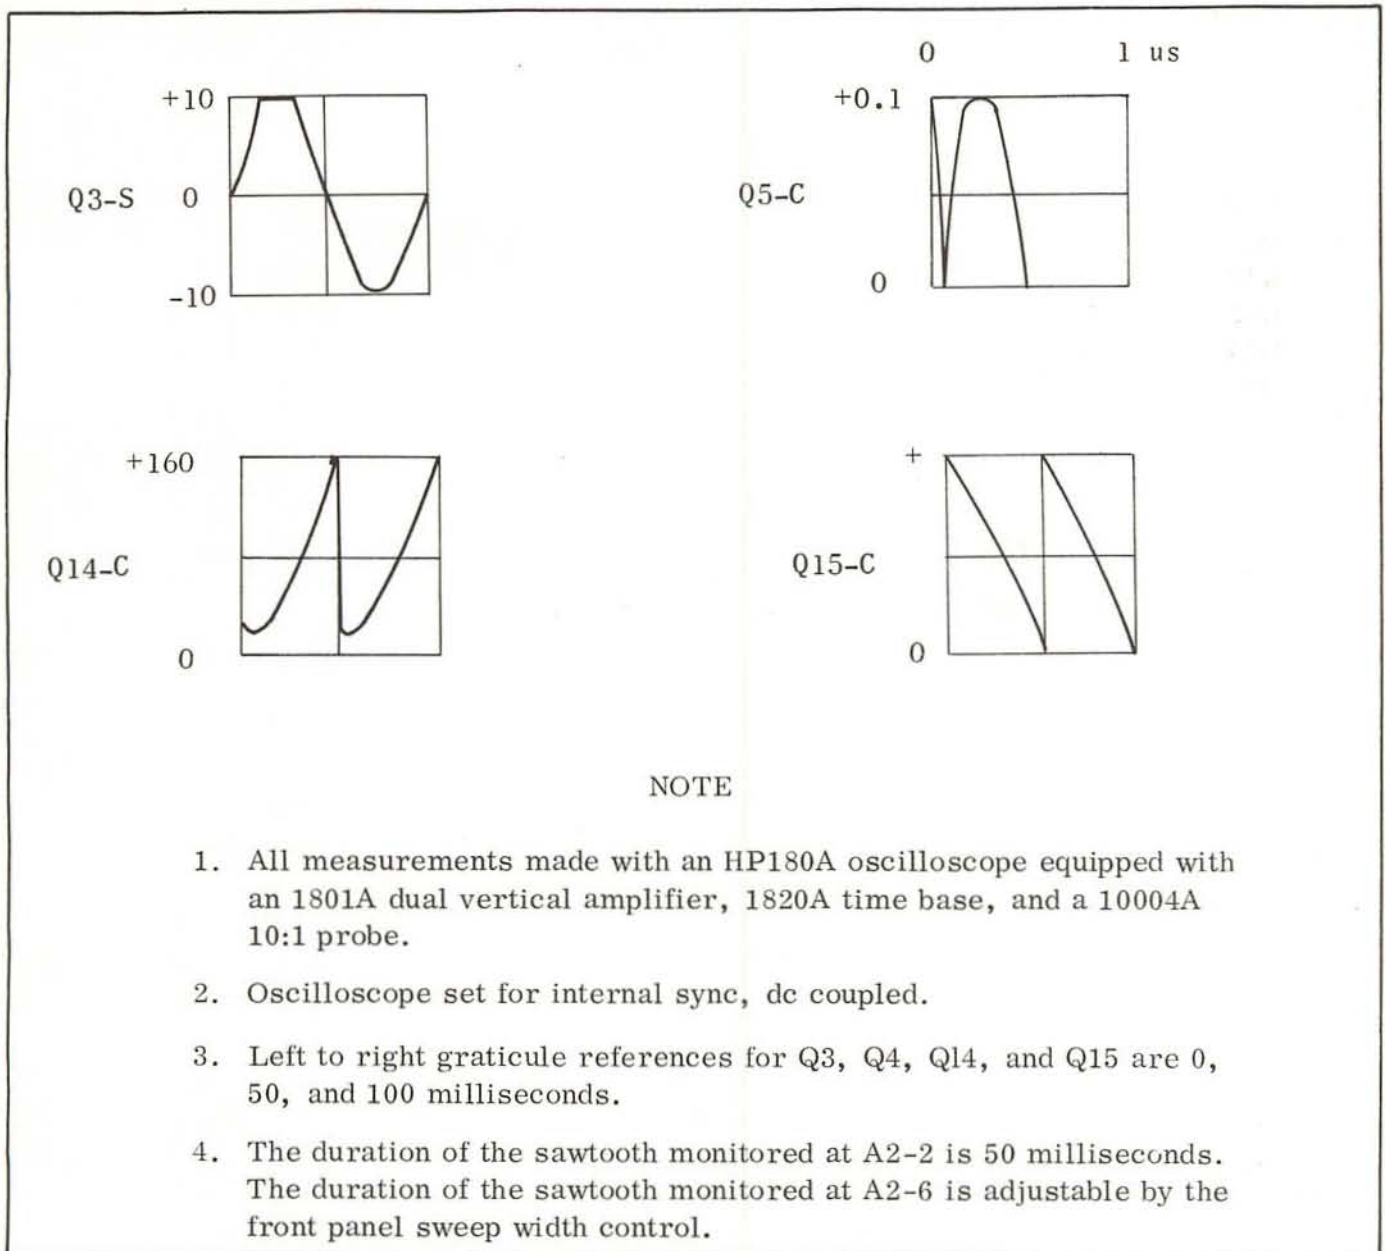 0 1 us
+10
Q3-S 0
-10
+0.1
Q5-C
0
+160
Q14-C
0
+
Q15-C
0
NOTE
1. All measurements made with an HP180A oscilloscope equipped with
an 1801A dual vertical amplifier, 1820A time base, and a 10004A
10:1 probe.
2. Oscilloscope set for internal sync, dc coupled.
3. Left to right graticule references for Q3, Q4, Q14, and Q15 are 0,
50, and 100 milliseconds.
4. The duration of the sawtooth monitored at A2-2 is 50 milliseconds.
The duration of the sawtooth monitored at A2-6 is adjustable by the
front panel sweep width control.